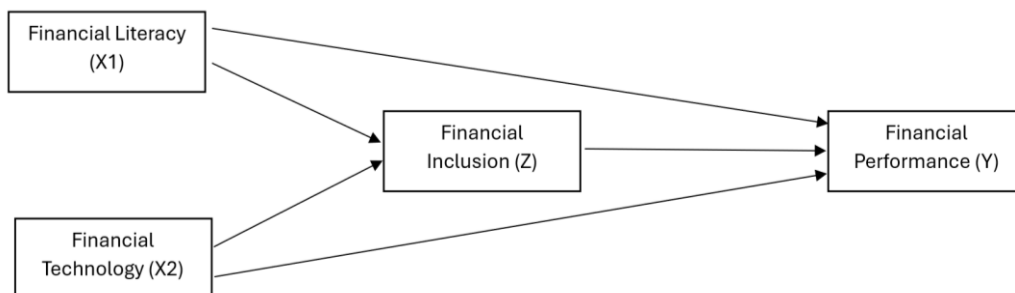 Financial Literacy
(X1)
Financial
Inclusion (Z)
Financial
Performance (Y)
Financial
Technology (X2)